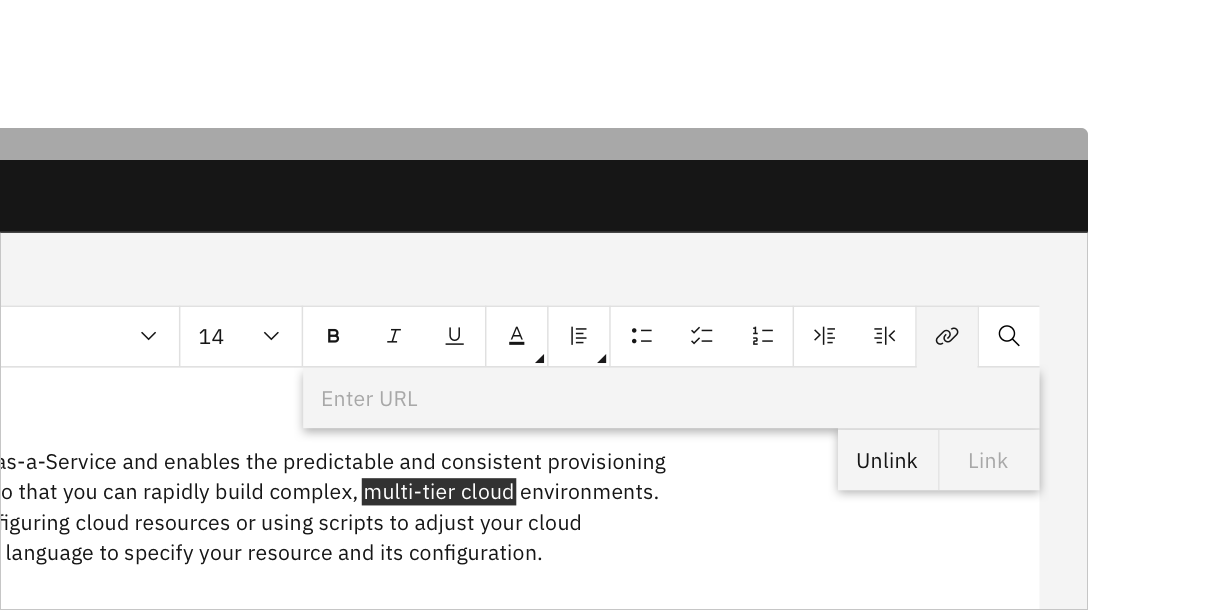 14 B I U A
Enter URL
Unlink Link
as-a-Service and enables the predictable and consistent provisioning
o that you can rapidly build complex, multi-tier cloud environments.
figuring cloud resources or using scripts to adjust your cloud
language to specify your resource and its configuration.